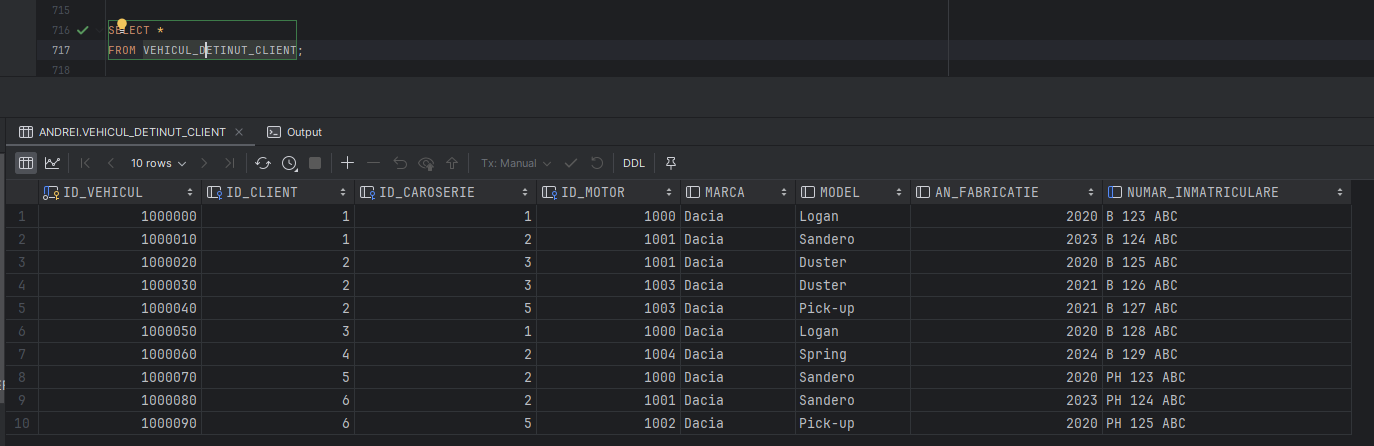 715
716 SELECT *
717 FROM VEHICUL_DETINUT_CLIENT;
718
ANDREI.VEHICUL_DETINUT_CLIENT × Output
10 rows Tx: Manual DDL
ID_VEHICUL ID_CLIENT ID_CAROSERIE ID_MOTOR MARCA MODEL AN_FABRICATIE NUMAR_INMATRICULARE
1 1000000 1 1 1000 Dacia Logan 2020 B 123 ABC
2 1000010 1 2 1001 Dacia Sandero 2023 B 124 ABC
3 1000020 2 3 1001 Dacia Duster 2020 B 125 ABC
4 1000030 2 3 1003 Dacia Duster 2021 B 126 ABC
5 1000040 2 5 1003 Dacia Pick-up 2021 B 127 ABC
6 1000050 3 1 1000 Dacia Logan 2020 B 128 ABC
7 1000060 4 2 1004 Dacia Spring 2024 B 129 ABC
8 1000070 5 2 1000 Dacia Sandero 2020 PH 123 ABC
9 1000080 6 2 1001 Dacia Sandero 2023 PH 124 ABC
10 1000090 6 5 1002 Dacia Pick-up 2020 PH 125 ABC